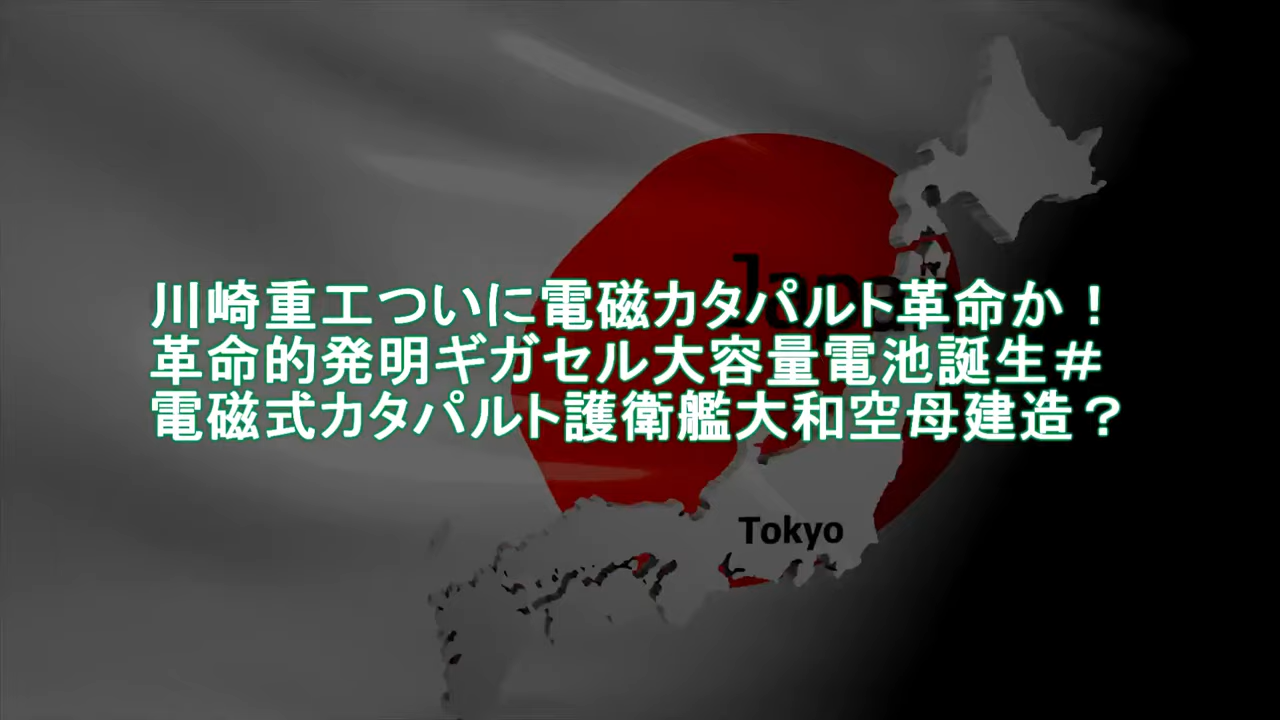 Japan
川崎重工ついに電磁カタパルト革命か！
革命的発明ギガセル大容量電池誕生＃
電磁式カタパルト護衛艦大和空母建造？
Tokyo